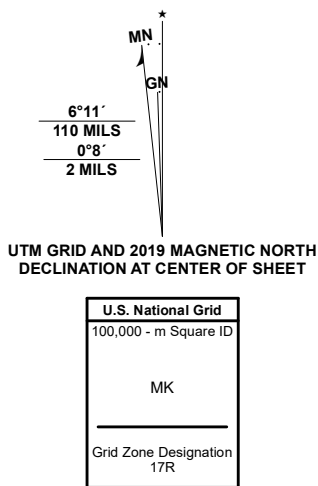 MN
GN
6°11´
110 MILS
0°8´
2 MILS
UTM GRID AND 2019 MAGNETIC NORTH
DECLINATION AT CENTER OF SHEET
U.S. National Grid
100,000 - m Square ID
MK
Grid Zone Designation
17R